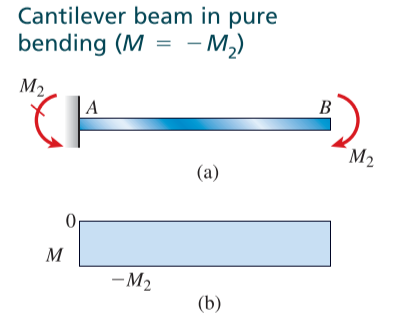 Cantilever beam in pure
bending (M = − M₂)
M₂
A
B
M₂
(a)
0
M
−M₂
(b)